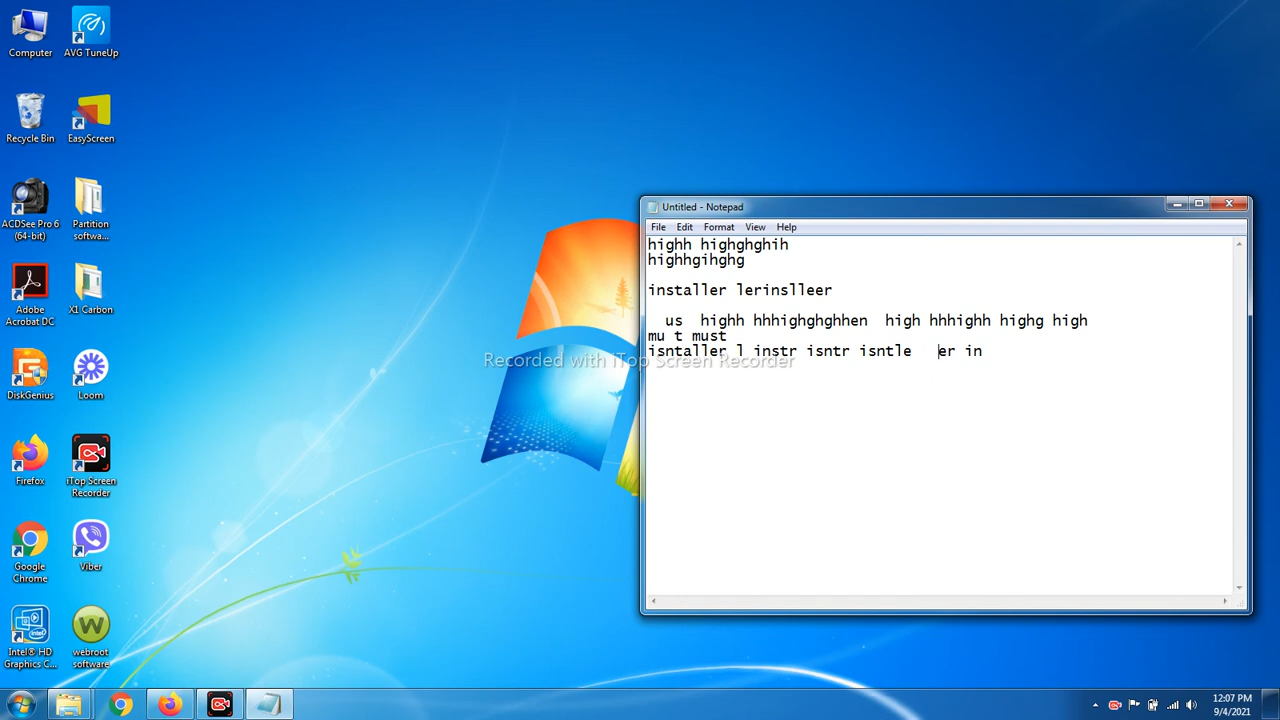 Computer
AVG TuneUp
Recycle Bin
EasyScreen
ACDSee Pro 6
(64-bit)
Partition
softwa...
Adobe
Acrobat DC
X1 Carbon
DiskGenius
Loom
Firefox
iTop Screen
Recorder
Google
Chrome
Viber
Intel® HD
Graphics C...
webroot
software
Untitled - Notepad
File Edit Format View Help
highh highghghih
highhgihghg
installer lerinslleer
us highh hhhighghghhen high hhhighh highg high
mu t must
isntaller l instr isntr isntle er in
Recorded with iTop Screen Recorder
12:07 PM
9/4/2021